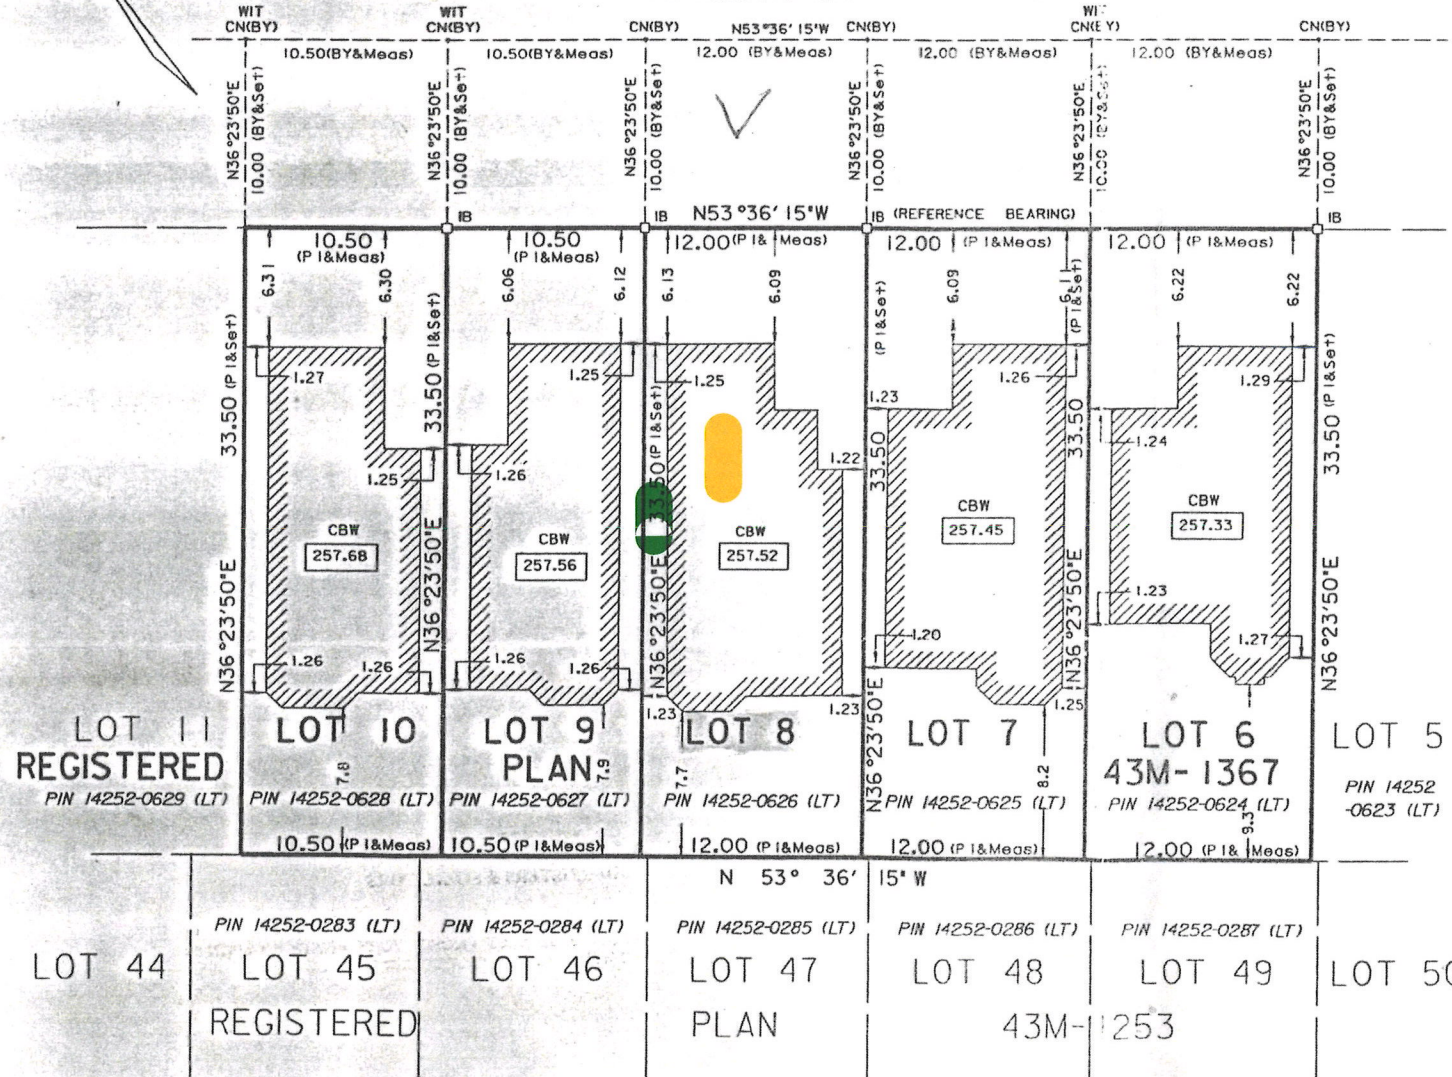 WIT WIT
CN(BY) CN(BY) CN(BY) N53°36'15"W CN(BY) CN(BY)
10.50(BY&Meas) 10.50(BY&Meas) 12.00 (BY&Meas) 12.00 (BY&Meas) 12.00 (BY&Meas)
N36°23'50"E 10.00 (BY&Set) N36°23'50"E 10.00 (BY&Set) N36°23'50"E 10.00 (BY&Set) N36°23'50"E 10.00 (BY&Set) N36°23'50"E 10.00 (BY&Set) N36°23'50"E 10.00 (BY&Set)
IB IB N53°36'15"W IB (REFERENCE BEARING) IB
10.50 10.50 12.00(P1& Meas) 12.00 (P1&Meas) 12.00 (P1&Meas)
(P1&Meas) (P1&Meas)
6.31 6.30 6.06 6.12 6.13 6.09 6.09 6.11 6.22 6.22
33.50 (P1&Set) 33.50 (P1&Set) 33.50(P1&Set) (P1&Set) (P1&Set) 33.50 (P1&Set)
1.27 1.25 1.25 1.26 1.29
1.23
33.50 33.50
1.24
1.25 1.26 1.22
CBW CBW CBW CBW CBW
257.68 257.56 257.52 257.45 257.33
N36°23'50"E N36°23'50"E N36°23'50"E N36°23'50"E N36°23'50"E N36°23'50"E
1.23
1.20 1.27
1.26 1.26 1.26 1.26
1.23 1.23 1.25
LOT 11 LOT 10 LOT 9 LOT 8 LOT 7 LOT 6 LOT 5
REGISTERED PLAN 43M-1367
7.8 7.9 7.7 8.2 9.3
PIN 14252-0629 (LT) PIN 14252-0628 (LT) PIN 14252-0627 (LT) PIN 14252-0626 (LT) PIN 14252-0625 (LT) PIN 14252-0624 (LT) PIN 14252
-0623 (LT)
10.50 (P1&Meas) 10.50(P1&Meas) 12.00 (P1&Meas) 12.00 (P1&Meas) 12.00 (P1& Meas)
N 53° 36' 15" W
PIN 14252-0283 (LT) PIN 14252-0284 (LT) PIN 14252-0285 (LT) PIN 14252-0286 (LT) PIN 14252-0287 (LT)
LOT 44 LOT 45 LOT 46 LOT 47 LOT 48 LOT 49 LOT 50
REGISTERED PLAN 43M-1253